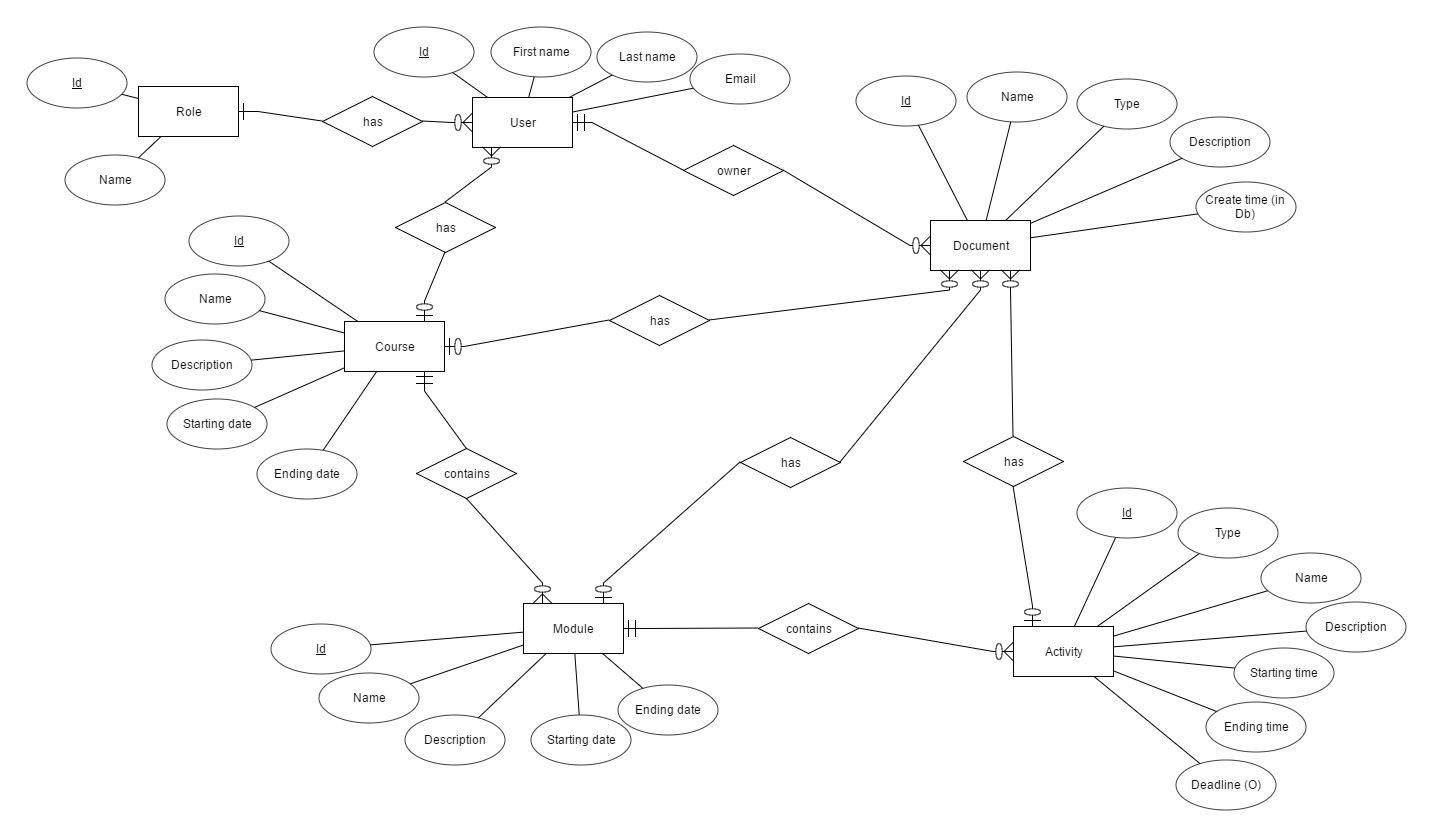 Id
First name
Last name
Email
Id
Role
has
User
Name
Id
Name
Type
Description
Create time (in
Db)
owner
Document
has
Id
Name
Description
Starting date
Ending date
Course
has
contains
has
has
Id
Type
Name
Description
Starting time
Ending time
Deadline (O)
Module
contains
Activity
Id
Name
Description
Starting date
Ending date